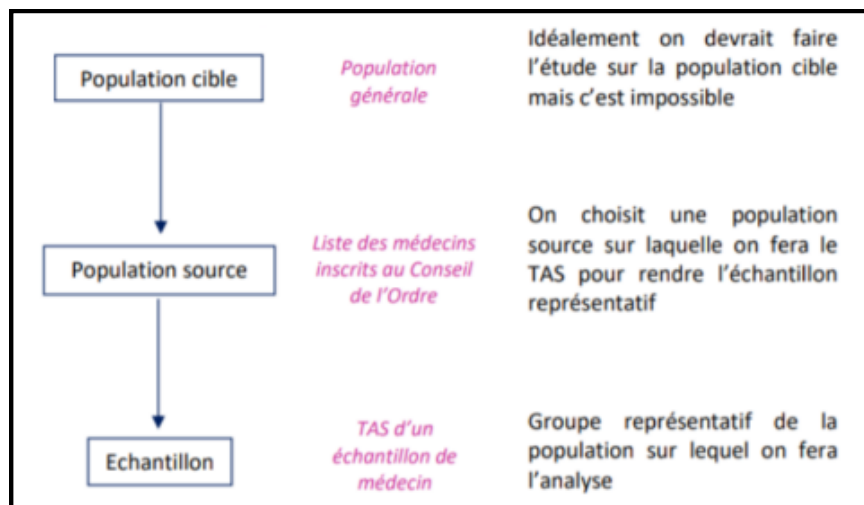 Population cible
Population
générale
Idéalement on devrait faire
l'étude sur la population cible
mais c'est impossible
Population source
Liste des médecins
inscrits au Conseil
de l'Ordre
On choisit une population
source sur laquelle on fera le
TAS pour rendre l'échantillon
représentatif
Echantillon
TAS d'un
échantillon de
médecin
Groupe représentatif de la
population sur lequel on fera
l'analyse